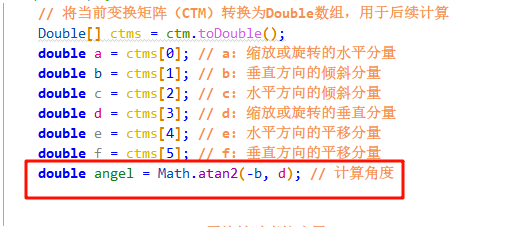 // 将当前变换矩阵（CTM）转换为Double数组，用于后续计算
Double[] ctms = ctm.toDouble();
double a = ctms[0]; // a: 缩放或旋转的水平分量
double b = ctms[1]; // b: 垂直方向的倾斜分量
double c = ctms[2]; // c: 水平方向的倾斜分量
double d = ctms[3]; // d: 缩放或旋转的垂直分量
double e = ctms[4]; // e: 水平方向的平移分量
double f = ctms[5]; // f: 垂直方向的平移分量
double angel = Math.atan2(-b, d); // 计算角度